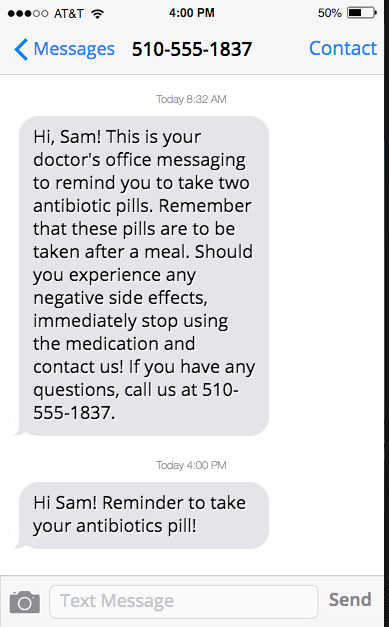 AT&T 4:00 PM 50%
Messages 510-555-1837 Contact
Today 8:32 AM
Hi, Sam! This is your
doctor's office messaging
to remind you to take two
antibiotic pills. Remember
that these pills are to be
taken after a meal. Should
you experience any
negative side effects,
immediately stop using
the medication and
contact us! If you have any
questions, call us at 510-
555-1837.
Today 4:00 PM
Hi Sam! Reminder to take
your antibiotics pill!
Text Message Send